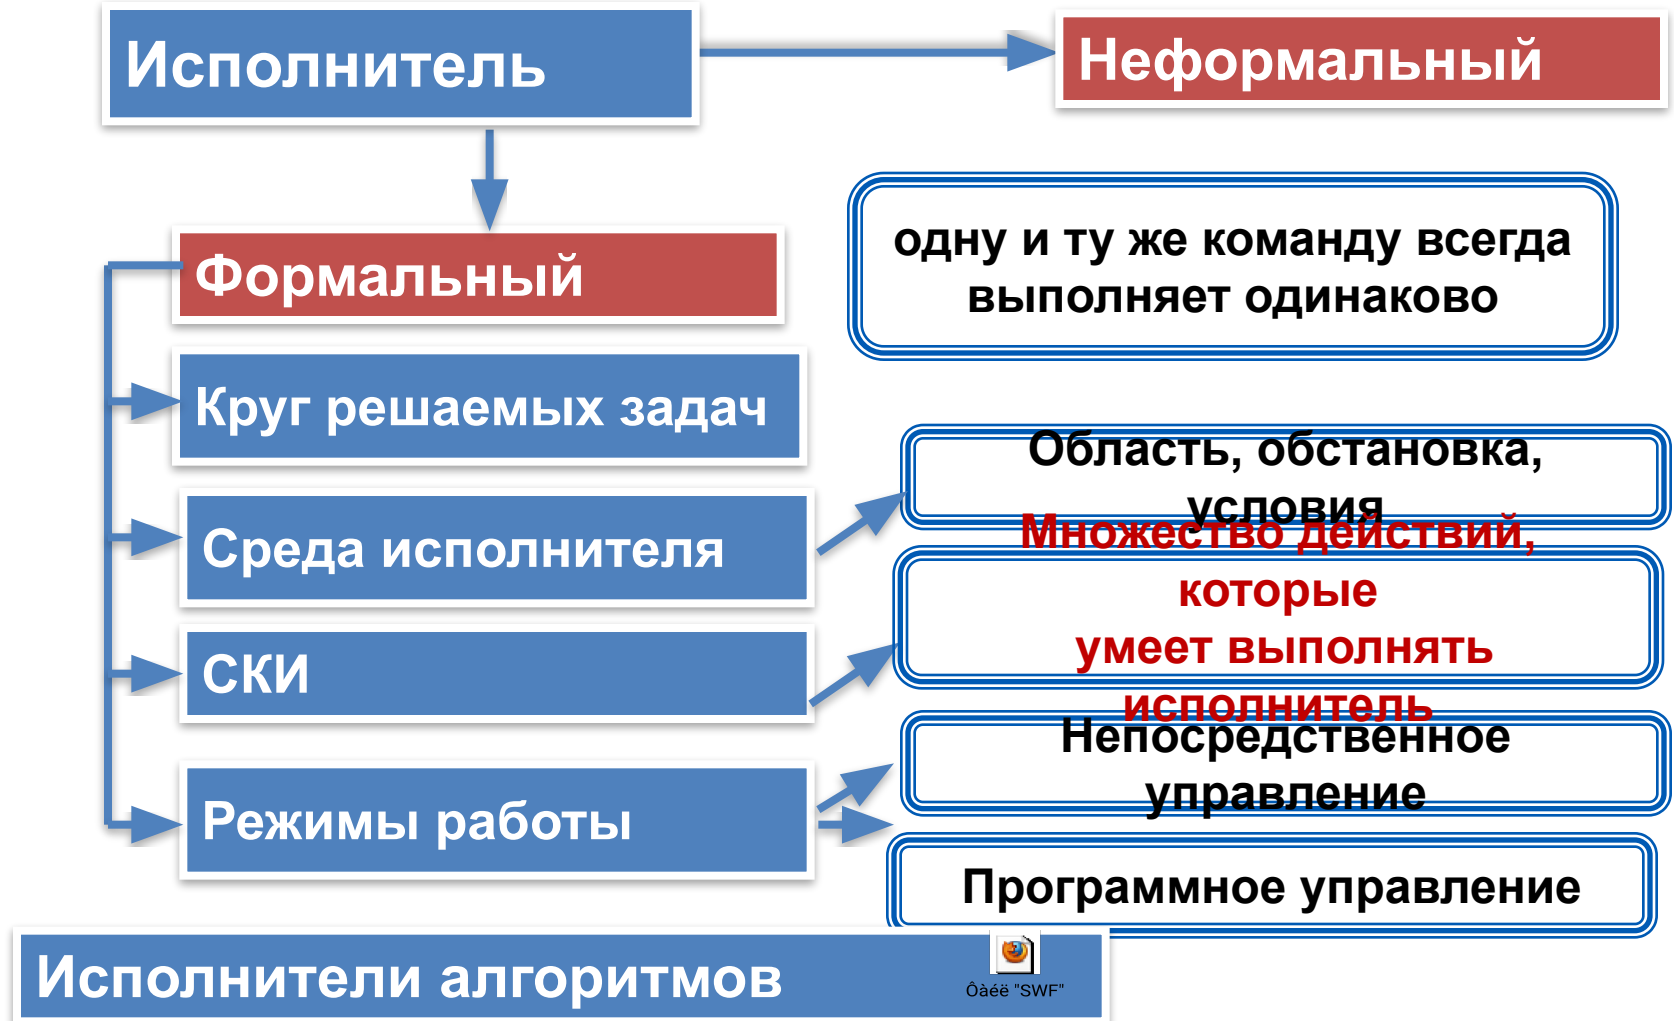 Исполнитель
Неформальный
Формальный
одну и ту же команду всегда
выполняет одинаково
Круг решаемых задач
Среда исполнителя
Область, обстановка,
условия
СКИ
Множество действий,
которые
умеет выполнять
исполнитель
Режимы работы
Непосредственное
управление
Программное управление
Исполнители алгоритмов
Ôàéë "SWF"